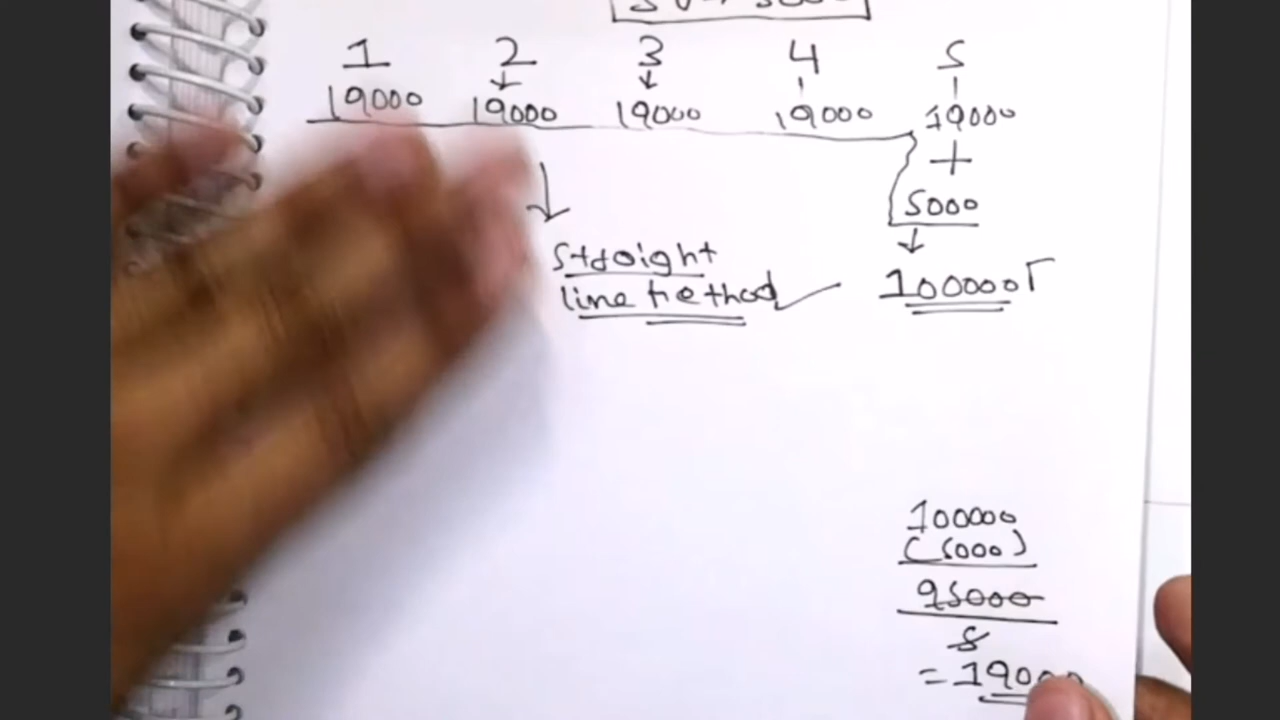 1 2 3 4 5
19000 19000 19000 19000 19000
+
5000
Straight
line Method
100000
100000
(5000)
95000
5
= 19000